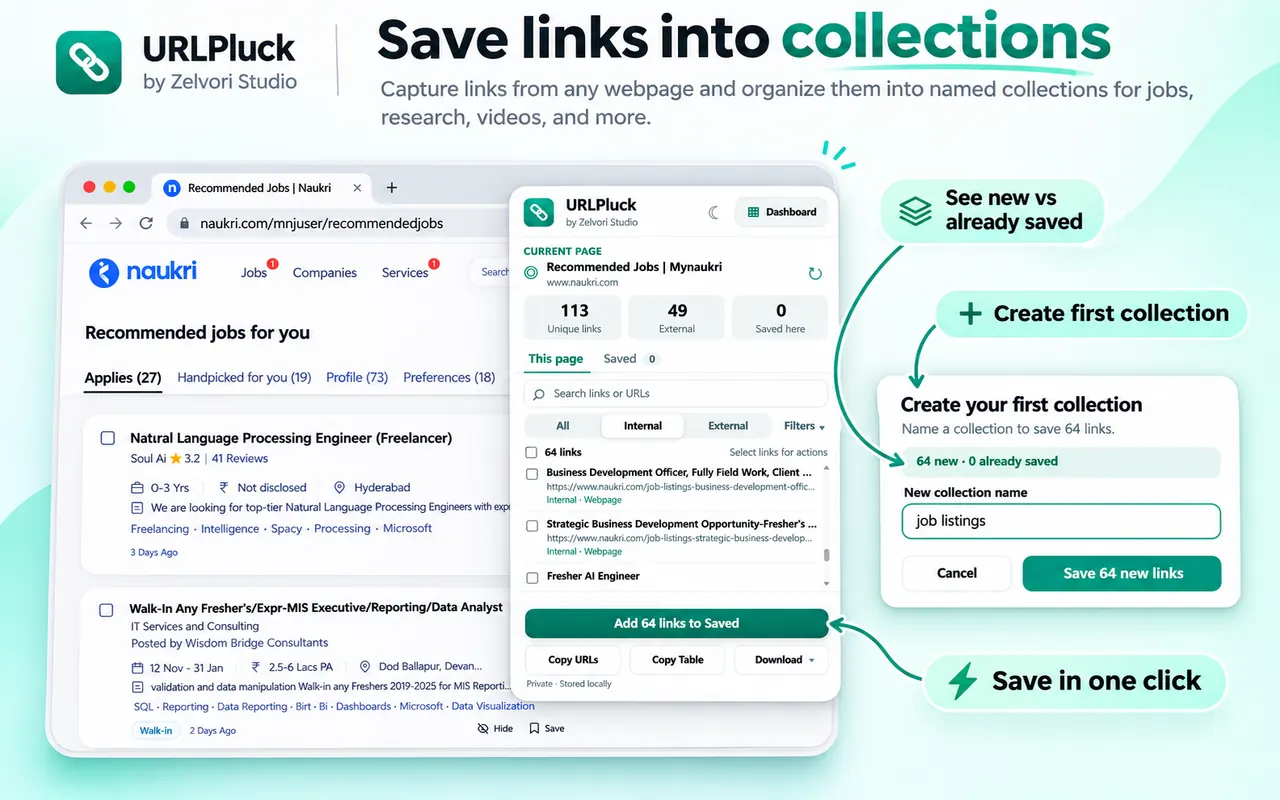 URLPluck
by Zelvori Studio
Save links into collections
Capture links from any webpage and organize them into named collections for jobs,
research, videos, and more.
Recommended Jobs | Naukri
naukri.com/mnjuser/recommendedjobs
naukri
Jobs 1
Companies
Services 1
Search
Recommended jobs for you
Applies (27)
Handpicked for you (19)
Profile (73)
Preferences (18)
Natural Language Processing Engineer (Freelancer)
Soul Ai ★ 3.2 | 41 Reviews
0-3 Yrs
₹ Not disclosed
Hyderabad
We are looking for top-tier Natural Language Processing Engineers with exp
Freelancing · Intelligence · Spacy · Processing · Microsoft
3 Days Ago
Walk-In Any Fresher's/Expr-MIS Executive/Reporting/Data Analyst
IT Services and Consulting
Posted by Wisdom Bridge Consultants
12 Nov - 31 Jan
₹ 2.5-6 Lacs PA
Dod Ballapur, Devan...
validation and data manipulation Walk-in any Freshers 2019-2025 for MIS Reporti...
SQL · Reporting · Data Reporting · Birt · Bi · Dashboards · Microsoft · Data Visualization
Walk-in
2 Days Ago
Hide
Save
URLPluck
by Zelvori Studio
Dashboard
CURRENT PAGE
Recommended Jobs | Mynaukri
www.naukri.com
113
Unique links
49
External
0
Saved here
This page
Saved 0
Search links or URLs
All
Internal
External
Filters
64 links
Select links for actions
Business Development Officer, Fully Field Work, Client ...
https://www.naukri.com/job-listings-business-development-offic...
Internal · Webpage
Strategic Business Development Opportunity-Fresher's ...
https://www.naukri.com/job-listings-strategic-business-develop...
Internal · Webpage
Fresher AI Engineer
Add 64 links to Saved
Copy URLs
Copy Table
Download
Private · Stored locally
See new vs
already saved
Create first collection
Create your first collection
Name a collection to save 64 links.
64 new · 0 already saved
New collection name
job listings
Cancel
Save 64 new links
Save in one click